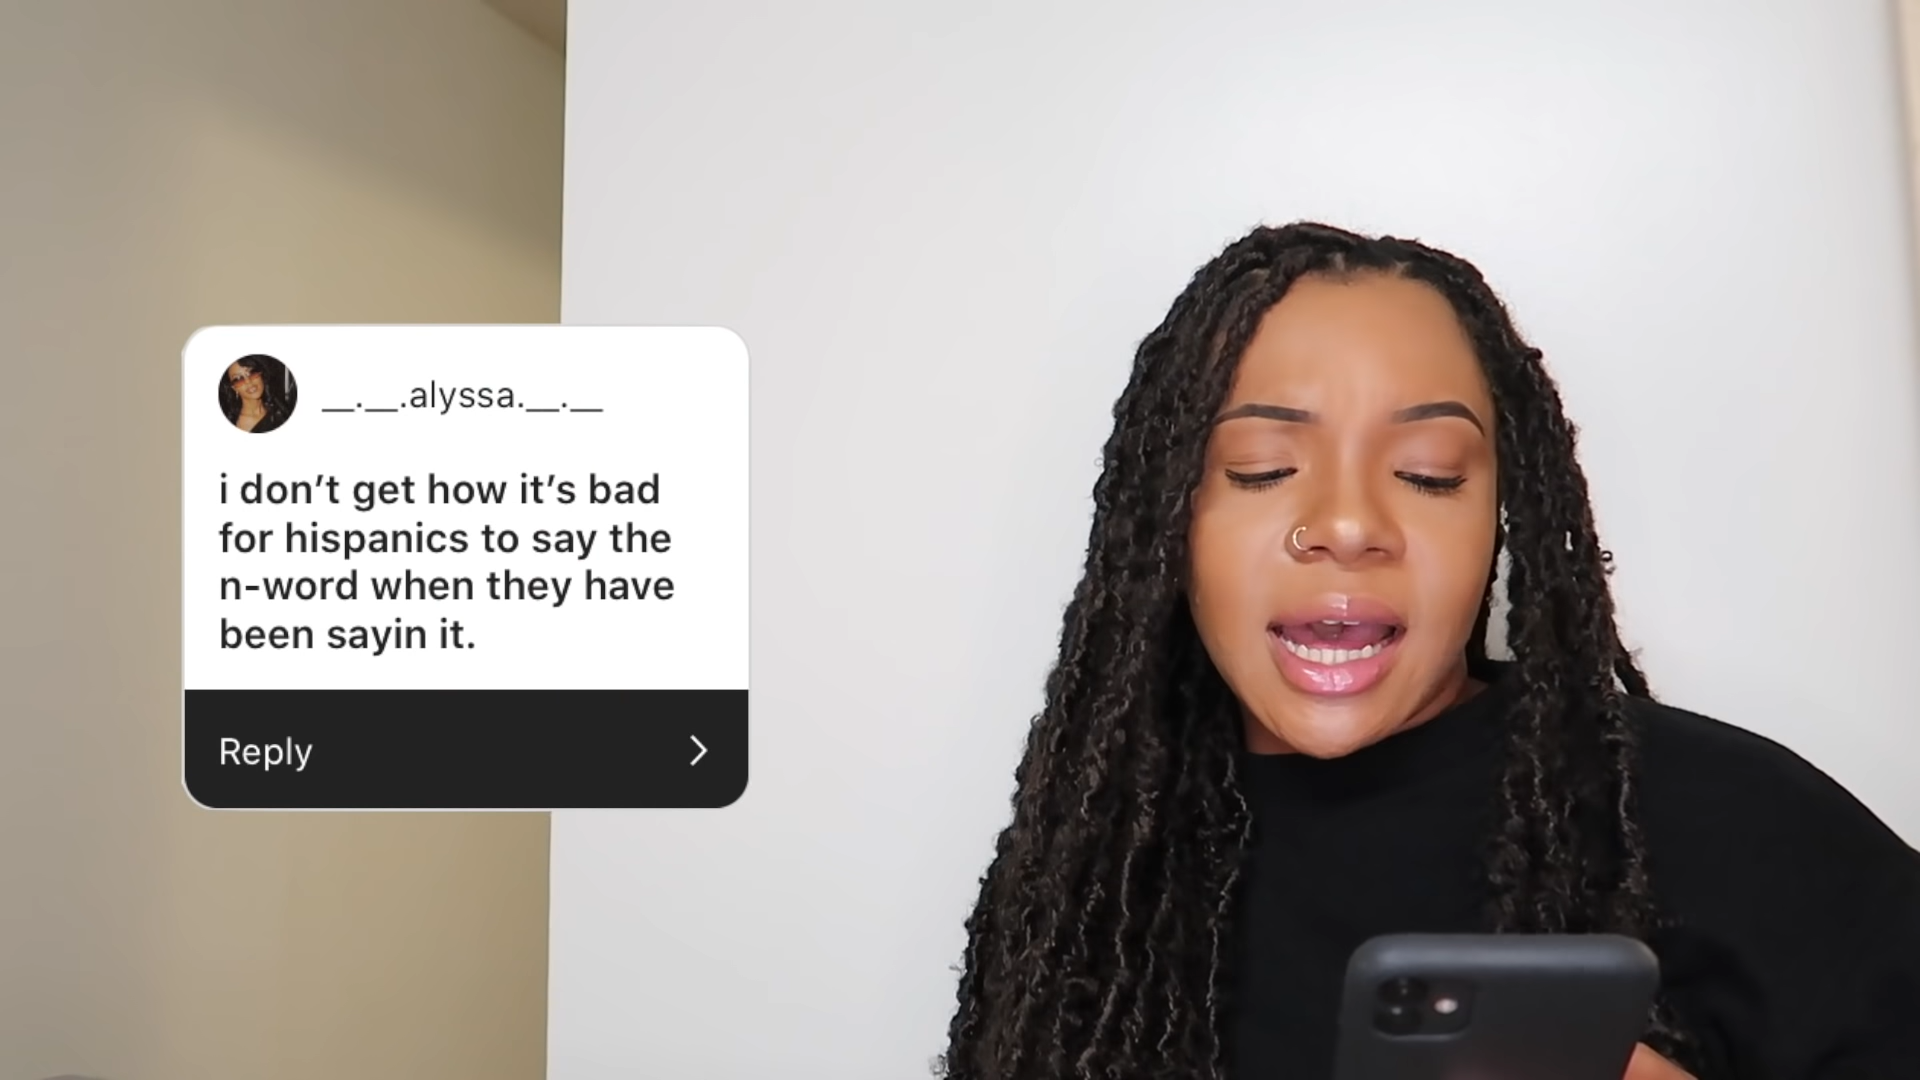 __.__.alyssa.__.__
i don’t get how it’s bad
for hispanics to say the
n-word when they have
been sayin it.
Reply